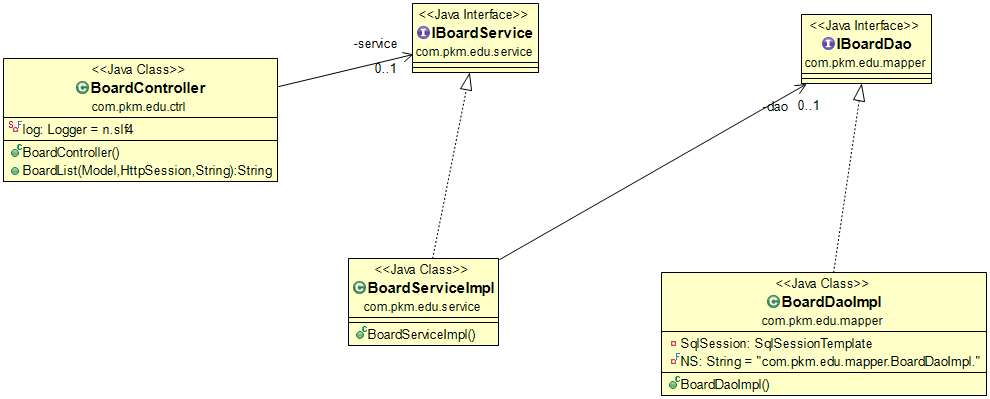 <<Java Interface>>
IBoardService
com.pkm.edu.service
<<Java Interface>>
IBoardDao
com.pkm.edu.mapper
-service
0..1
-dao 0..1
<<Java Class>>
BoardController
com.pkm.edu.ctrl
log: Logger = n.slf4
BoardController()
BoardList(Model,HttpSession,String):String
<<Java Class>>
BoardServiceImpl
com.pkm.edu.service
BoardServiceImpl()
<<Java Class>>
BoardDaoImpl
com.pkm.edu.mapper
SqlSession: SqlSessionTemplate
NS: String = "com.pkm.edu.mapper.BoardDaoImpl."
BoardDaoImpl()